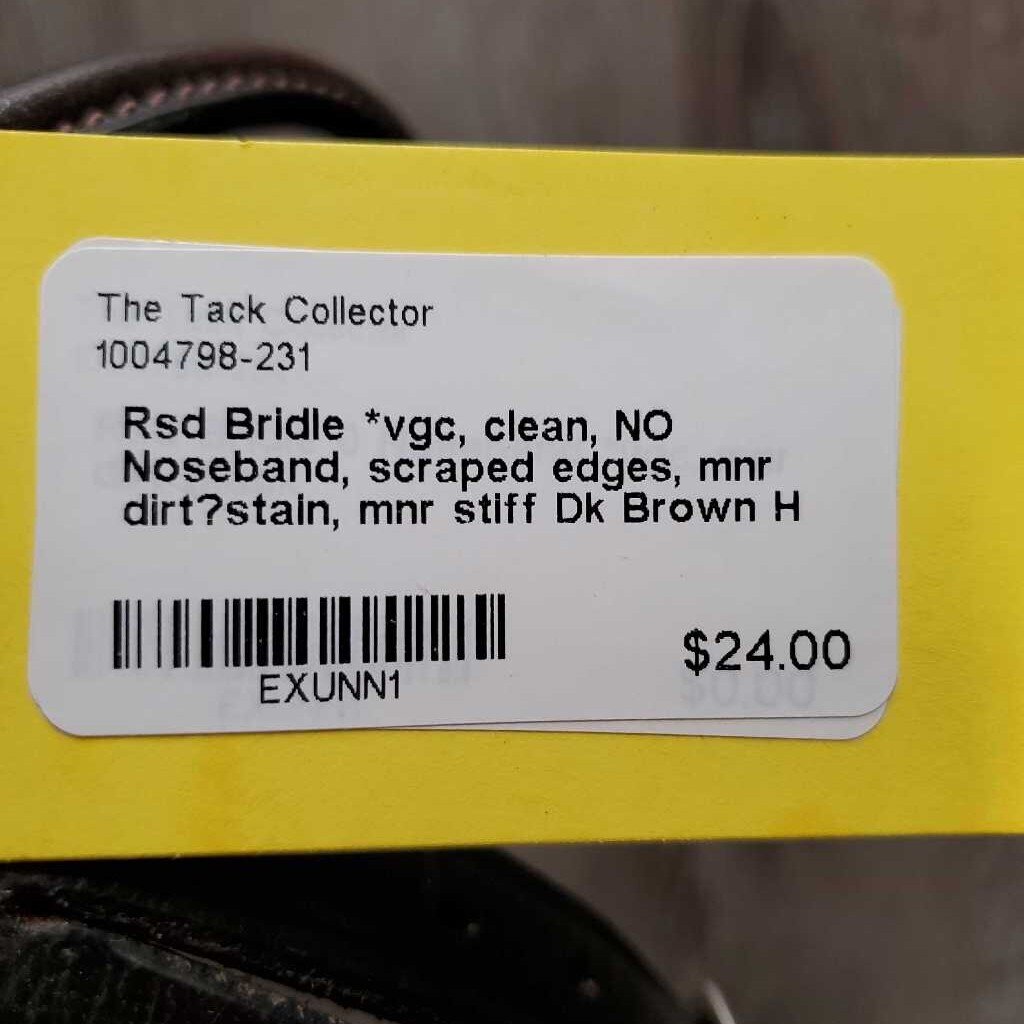 The Tack Collector
1004798-231
Rsd Bridle *vgc, clean, NO
Noseband, scraped edges, mnr
dirt?stain, mnr stiff Dk Brown H
EXUNN1
$24.00